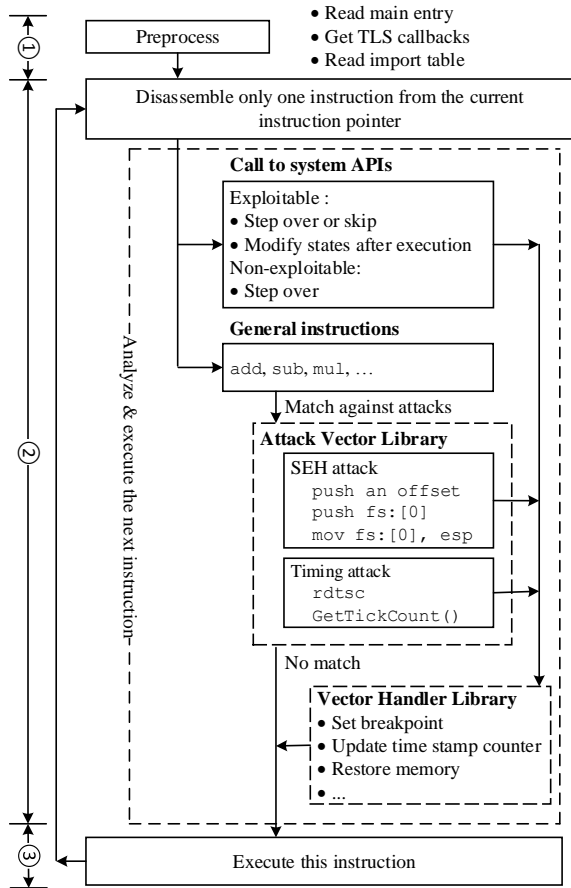 ①
Preprocess
• Read main entry
• Get TLS callbacks
• Read import table
Disassemble only one instruction from the current
instruction pointer
②
Analyze & execute the next instruction
Call to system APIs
Exploitable :
• Step over or skip
• Modify states after execution
Non-exploitable:
• Step over
General instructions
add, sub, mul, …
Match against attacks
Attack Vector Library
SEH attack
push an offset
push fs:[0]
mov fs:[0], esp
Timing attack
rdtsc
GetTickCount()
No match
Vector Handler Library
• Set breakpoint
• Update time stamp counter
• Restore memory
• ...
③
Execute this instruction